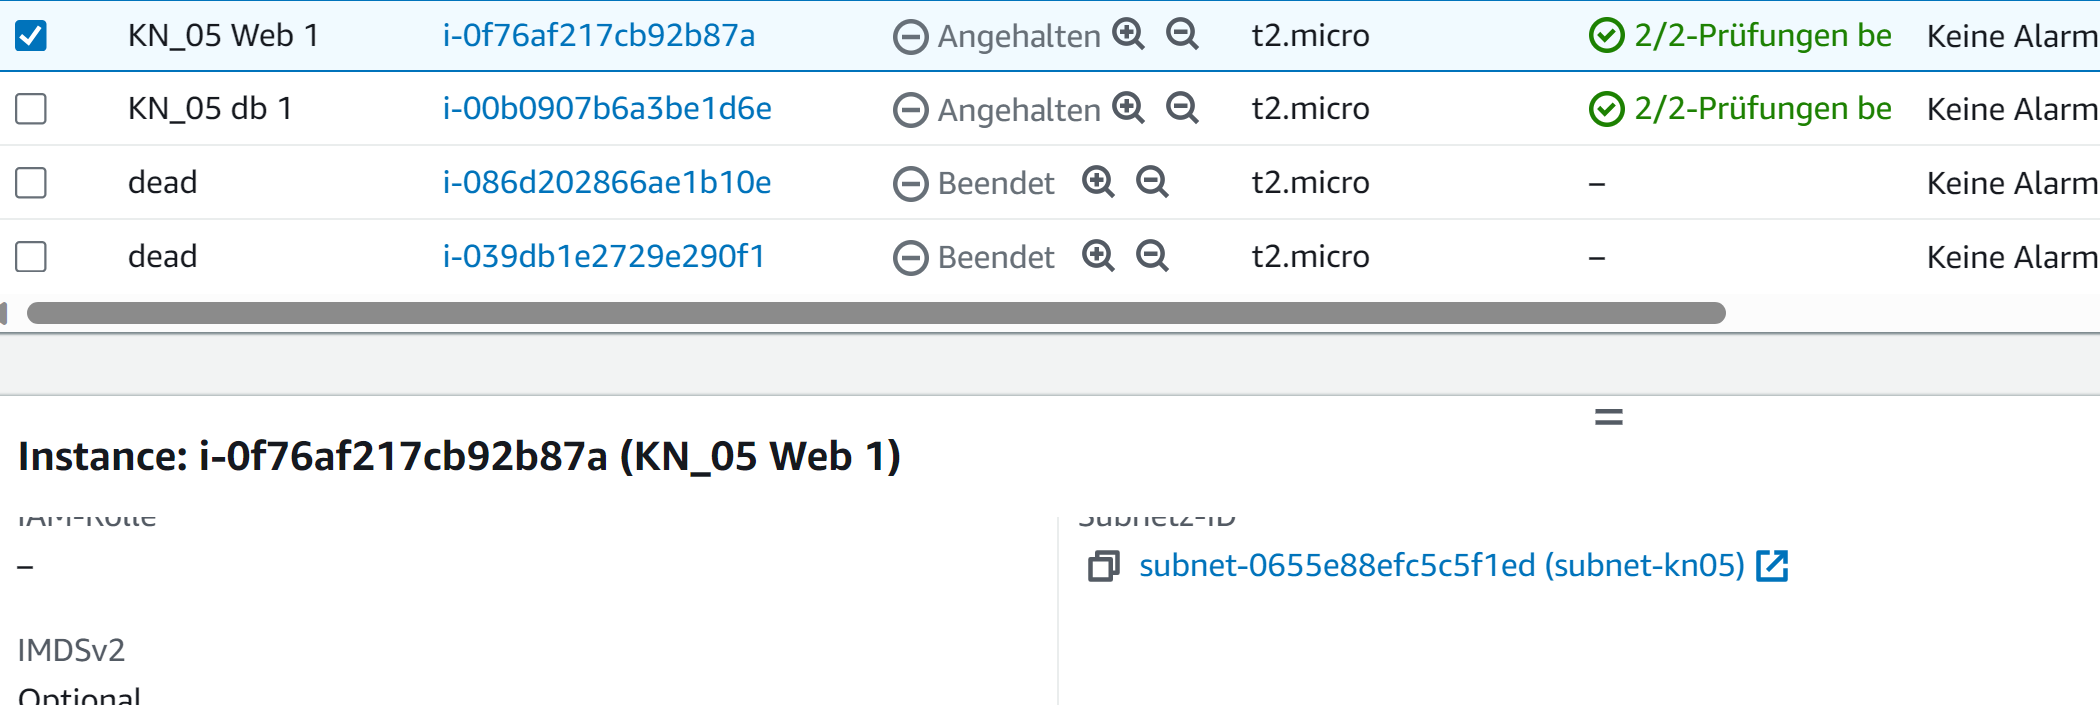 KN_05 Web 1 i-0f76af217cb92b87a Angehalten t2.micro 2/2-Prüfungen be Keine Alarm
KN_05 db 1 i-00b0907b6a3be1d6e Angehalten t2.micro 2/2-Prüfungen be Keine Alarm
dead i-086d202866ae1b10e Beendet t2.micro – Keine Alarm
dead i-039db1e2729e290f1 Beendet t2.micro – Keine Alarm
Instance: i-0f76af217cb92b87a (KN_05 Web 1)
IAM-Rolle
–
IMDSv2
Optional
Subnetz-ID
subnet-0655e88efc5c5f1ed (subnet-kn05)